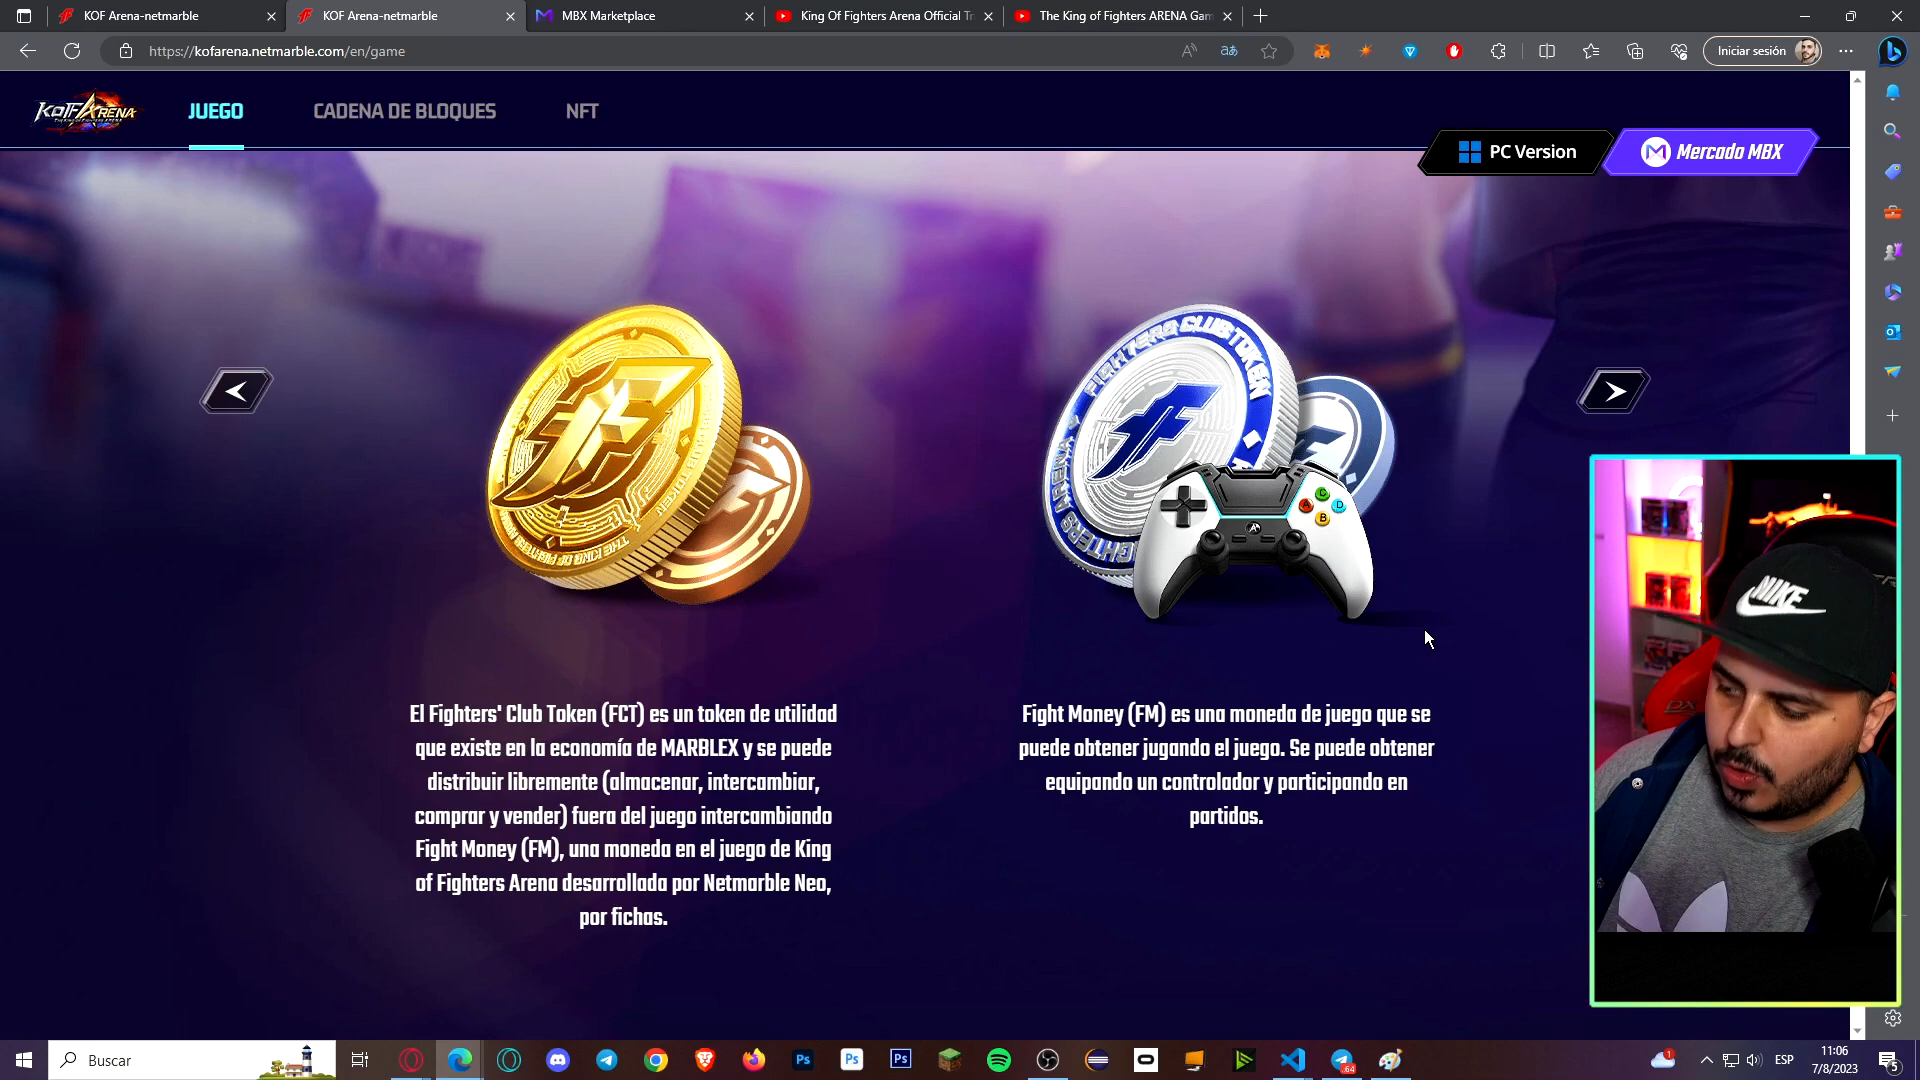 KOF Arena-netmarble
KOF Arena-netmarble
MBX Marketplace
King Of Fighters Arena Official Tr
The King of Fighters ARENA Gam
https://kofarena.netmarble.com/en/game
Iniciar sesión
KOF ARENA
JUEGO
CADENA DE BLOQUES
NFT
PC Version
Mercado MBX
FIGHTERS CLUB TOKEN
El Fighters' Club Token (FCT) es un token de utilidad
que existe en la economía de MARBLEX y se puede
distribuir libremente (almacenar, intercambiar,
comprar y vender) fuera del juego intercambiando
Fight Money (FM), una moneda en el juego de King
of Fighters Arena desarrollada por Netmarble Neo,
por fichas.
Fight Money (FM) es una moneda de juego que se
puede obtener jugando el juego. Se puede obtener
equipando un controlador y participando en
partidos.
NIKE
Buscar
ESP
11:06
7/8/2023